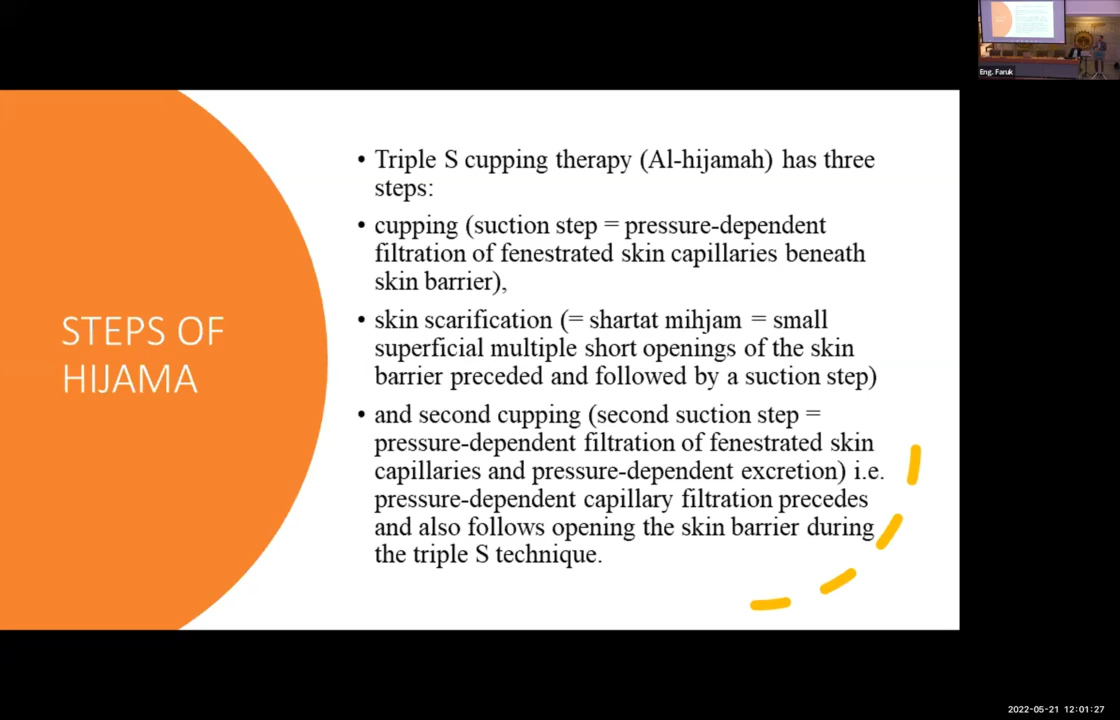 Eng. Faruk
STEPS OF
HIJAMA
• Triple S cupping therapy (Al-hijamah) has three
steps:
• cupping (suction step = pressure-dependent
filtration of fenestrated skin capillaries beneath
skin barrier),
• skin scarification (= shartat mihjam = small
superficial multiple short openings of the skin
barrier preceded and followed by a suction step)
• and second cupping (second suction step =
pressure-dependent filtration of fenestrated skin
capillaries and pressure-dependent excretion) i.e.
pressure-dependent capillary filtration precedes
and also follows opening the skin barrier during
the triple S technique.
2022-05-21 12:01:27